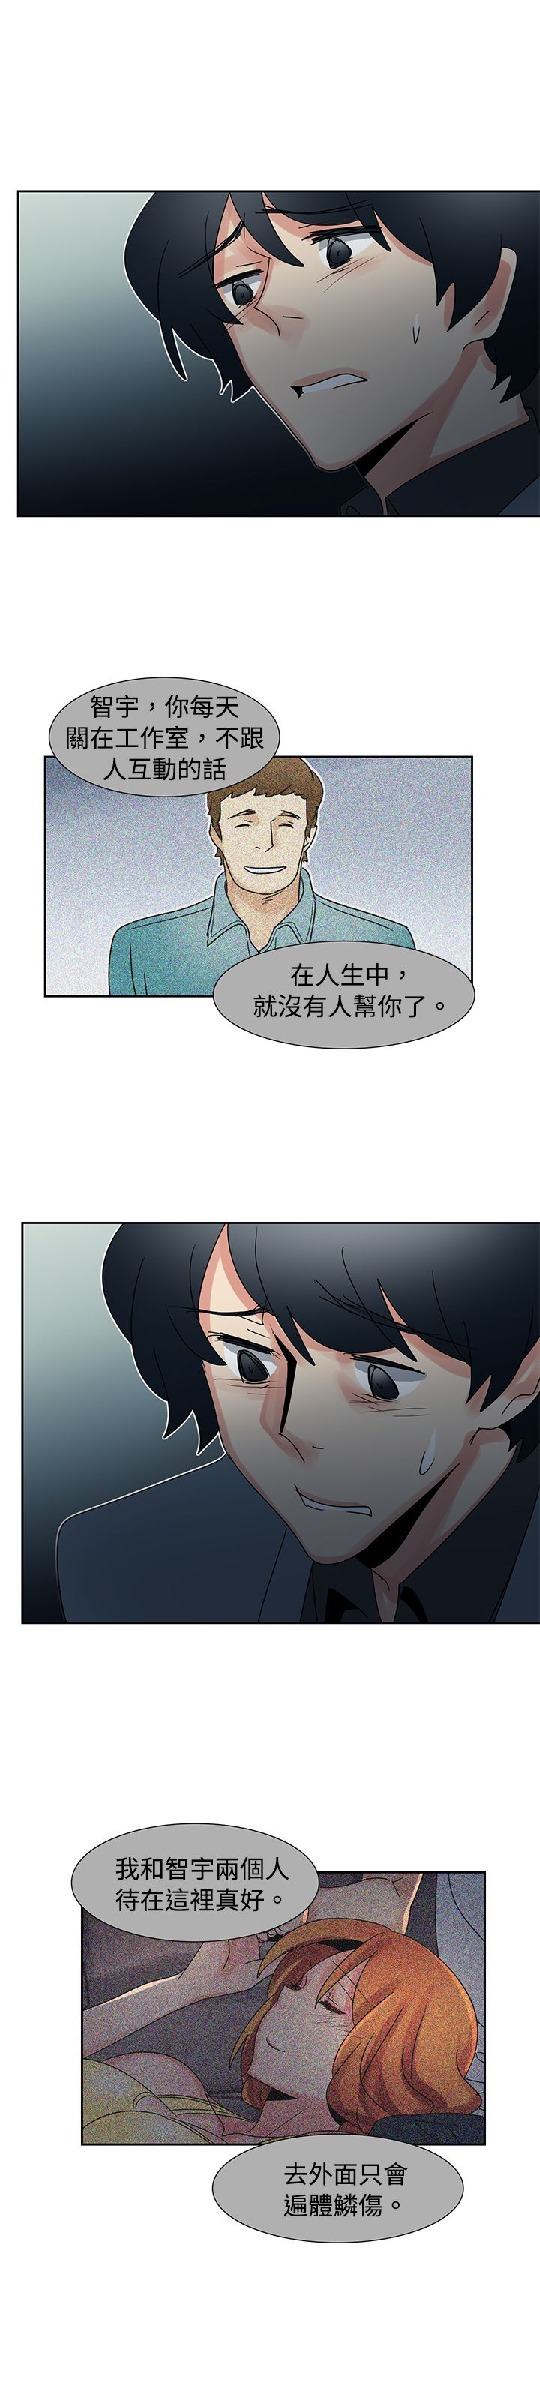 智宇，你每天
關在工作室，不跟
人互動的話
在人生中，
就沒有人幫你了。
我和智宇兩個人
待在這裡真好。
去外面只會
遍體鱗傷。